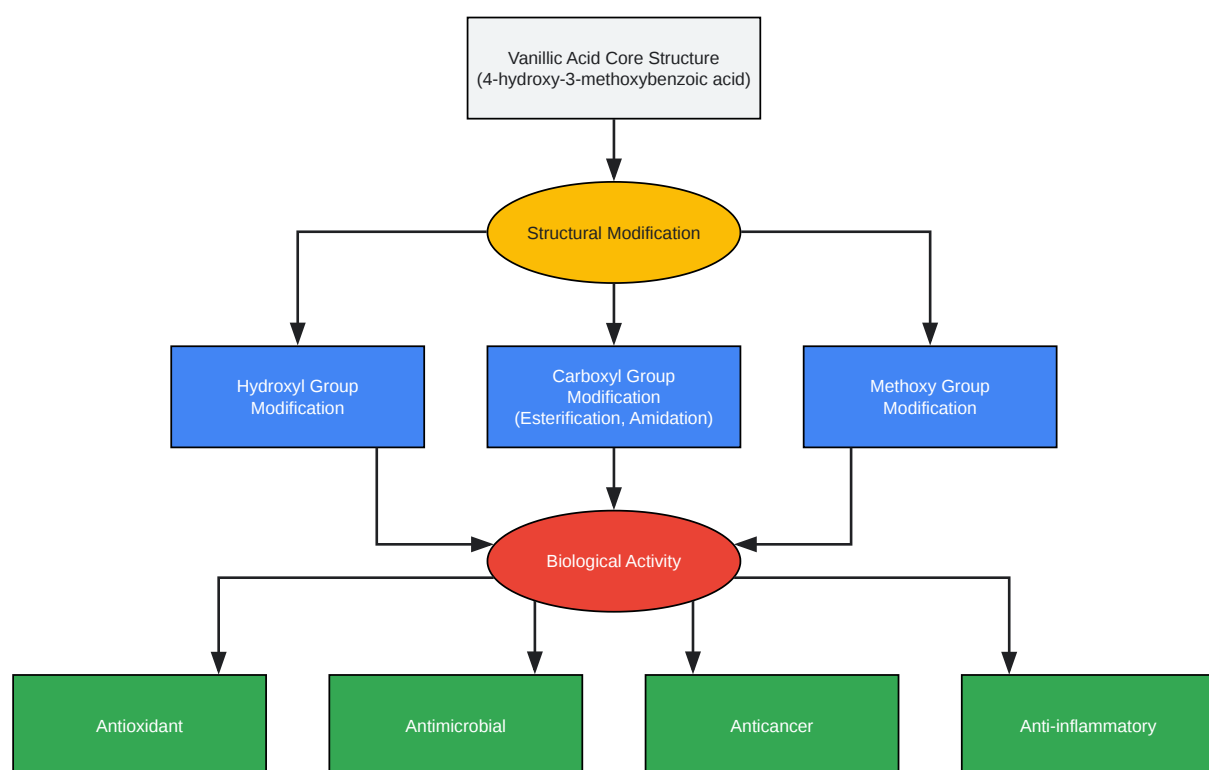 Vanillic Acid Core Structure
(4-hydroxy-3-methoxybenzoic acid)
Structural Modification
Hydroxyl Group
Modification
Carboxyl Group
Modification
(Esterification, Amidation)
Methoxy Group
Modification
Biological Activity
Antioxidant
Antimicrobial
Anticancer
Anti-inflammatory